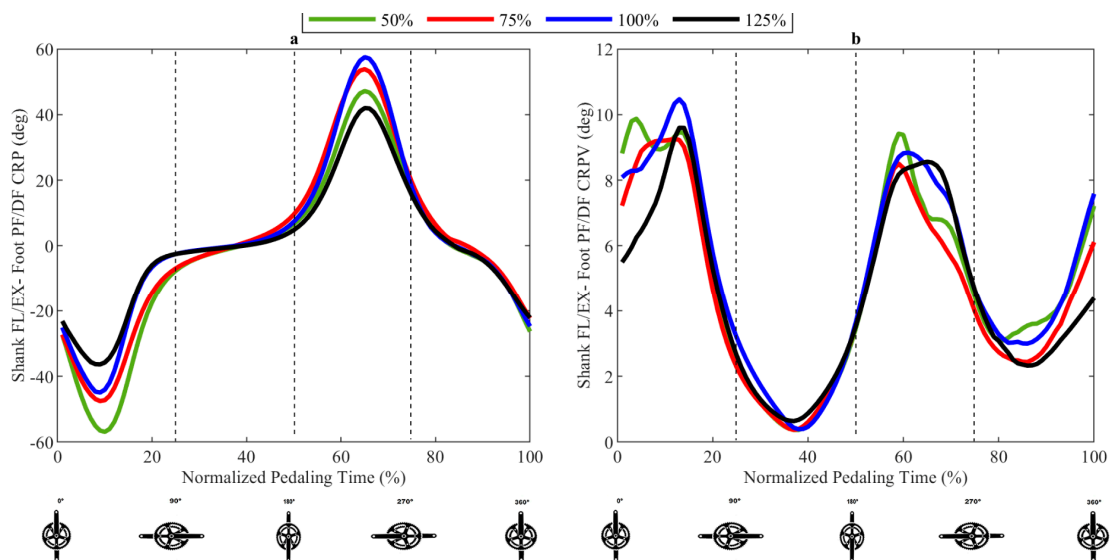 50% 75% 100% 125%
a
b
Shank FL/EX- Foot PF/DF CRP (deg)
60
40
20
0
-20
-40
-60
0 20 40 60 80 100
Normalized Pedaling Time (%)
0° 90° 180° 270° 360°
Shank FL/EX- Foot PF/DF CRPV (deg)
12
10
8
6
4
2
0
0 20 40 60 80 100
Normalized Pedaling Time (%)
0° 90° 180° 270° 360°